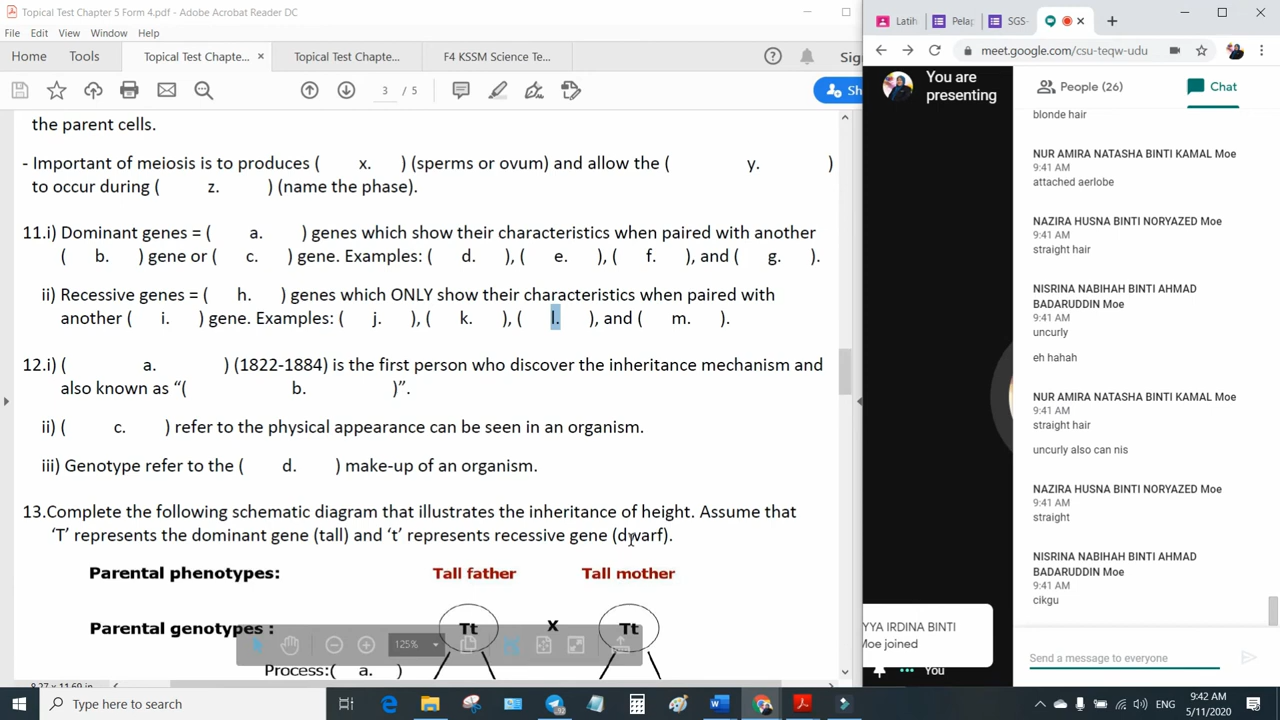 Topical Test Chapter 5 Form 4.pdf - Adobe Acrobat Reader DC
File Edit View Window Help
Home Tools Topical Test Chapte... × Topical Test Chapte... F4 KSSM Science Te...
3 / 5
the parent cells.
- Important of meiosis is to produces ( x. ) (sperms or ovum) and allow the ( y. )
to occur during ( z. ) (name the phase).
11.i) Dominant genes = ( a. ) genes which show their characteristics when paired with another
( b. ) gene or ( c. ) gene. Examples: ( d. ), ( e. ), ( f. ), and ( g. ).
ii) Recessive genes = ( h. ) genes which ONLY show their characteristics when paired with
another ( i. ) gene. Examples: ( j. ), ( k. ), ( l. ), and ( m. ).
12.i) ( a. ) (1822-1884) is the first person who discover the inheritance mechanism and
also known as “( b. )”.
ii) ( c. ) refer to the physical appearance can be seen in an organism.
iii) Genotype refer to the ( d. ) make-up of an organism.
13.Complete the following schematic diagram that illustrates the inheritance of height. Assume that
‘T’ represents the dominant gene (tall) and ‘t’ represents recessive gene (dwarf).
Parental phenotypes: Tall father Tall mother
Parental genotypes : Tt X Tt
125%
Process:( a. )
8.27 x 11.69 in
Latih Pelap SGS-
meet.google.com/csu-teqw-udu
You are
presenting
People (26) Chat
blonde hair
NUR AMIRA NATASHA BINTI KAMAL Moe
9:41 AM
attached aerlobe
NAZIRA HUSNA BINTI NORYAZED Moe
9:41 AM
straight hair
NISRINA NABIHAH BINTI AHMAD
BADARUDDIN Moe
9:41 AM
uncurly
eh hahah
NUR AMIRA NATASHA BINTI KAMAL Moe
9:41 AM
straight hair
uncurly also can nis
NAZIRA HUSNA BINTI NORYAZED Moe
9:41 AM
straight
NISRINA NABIHAH BINTI AHMAD
BADARUDDIN Moe
9:41 AM
cikgu
YYA IRDINA BINTI
Moe joined
You
Send a message to everyone
Type here to search
ENG
9:42 AM
5/11/2020